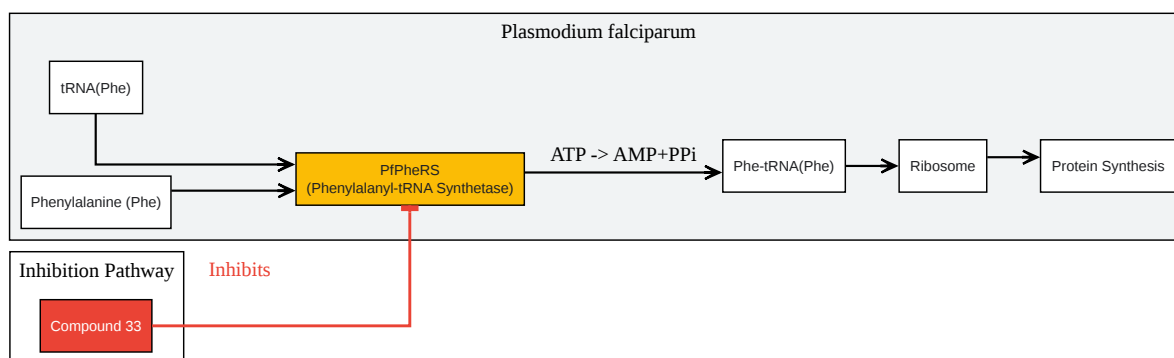 Plasmodium falciparum
tRNA(Phe)
Phenylalanine (Phe)
PfPheRS
(Phenylalanyl-tRNA Synthetase)
ATP -> AMP+PPi
Phe-tRNA(Phe)
Ribosome
Protein Synthesis
Inhibition Pathway
Inhibits
Compound 33